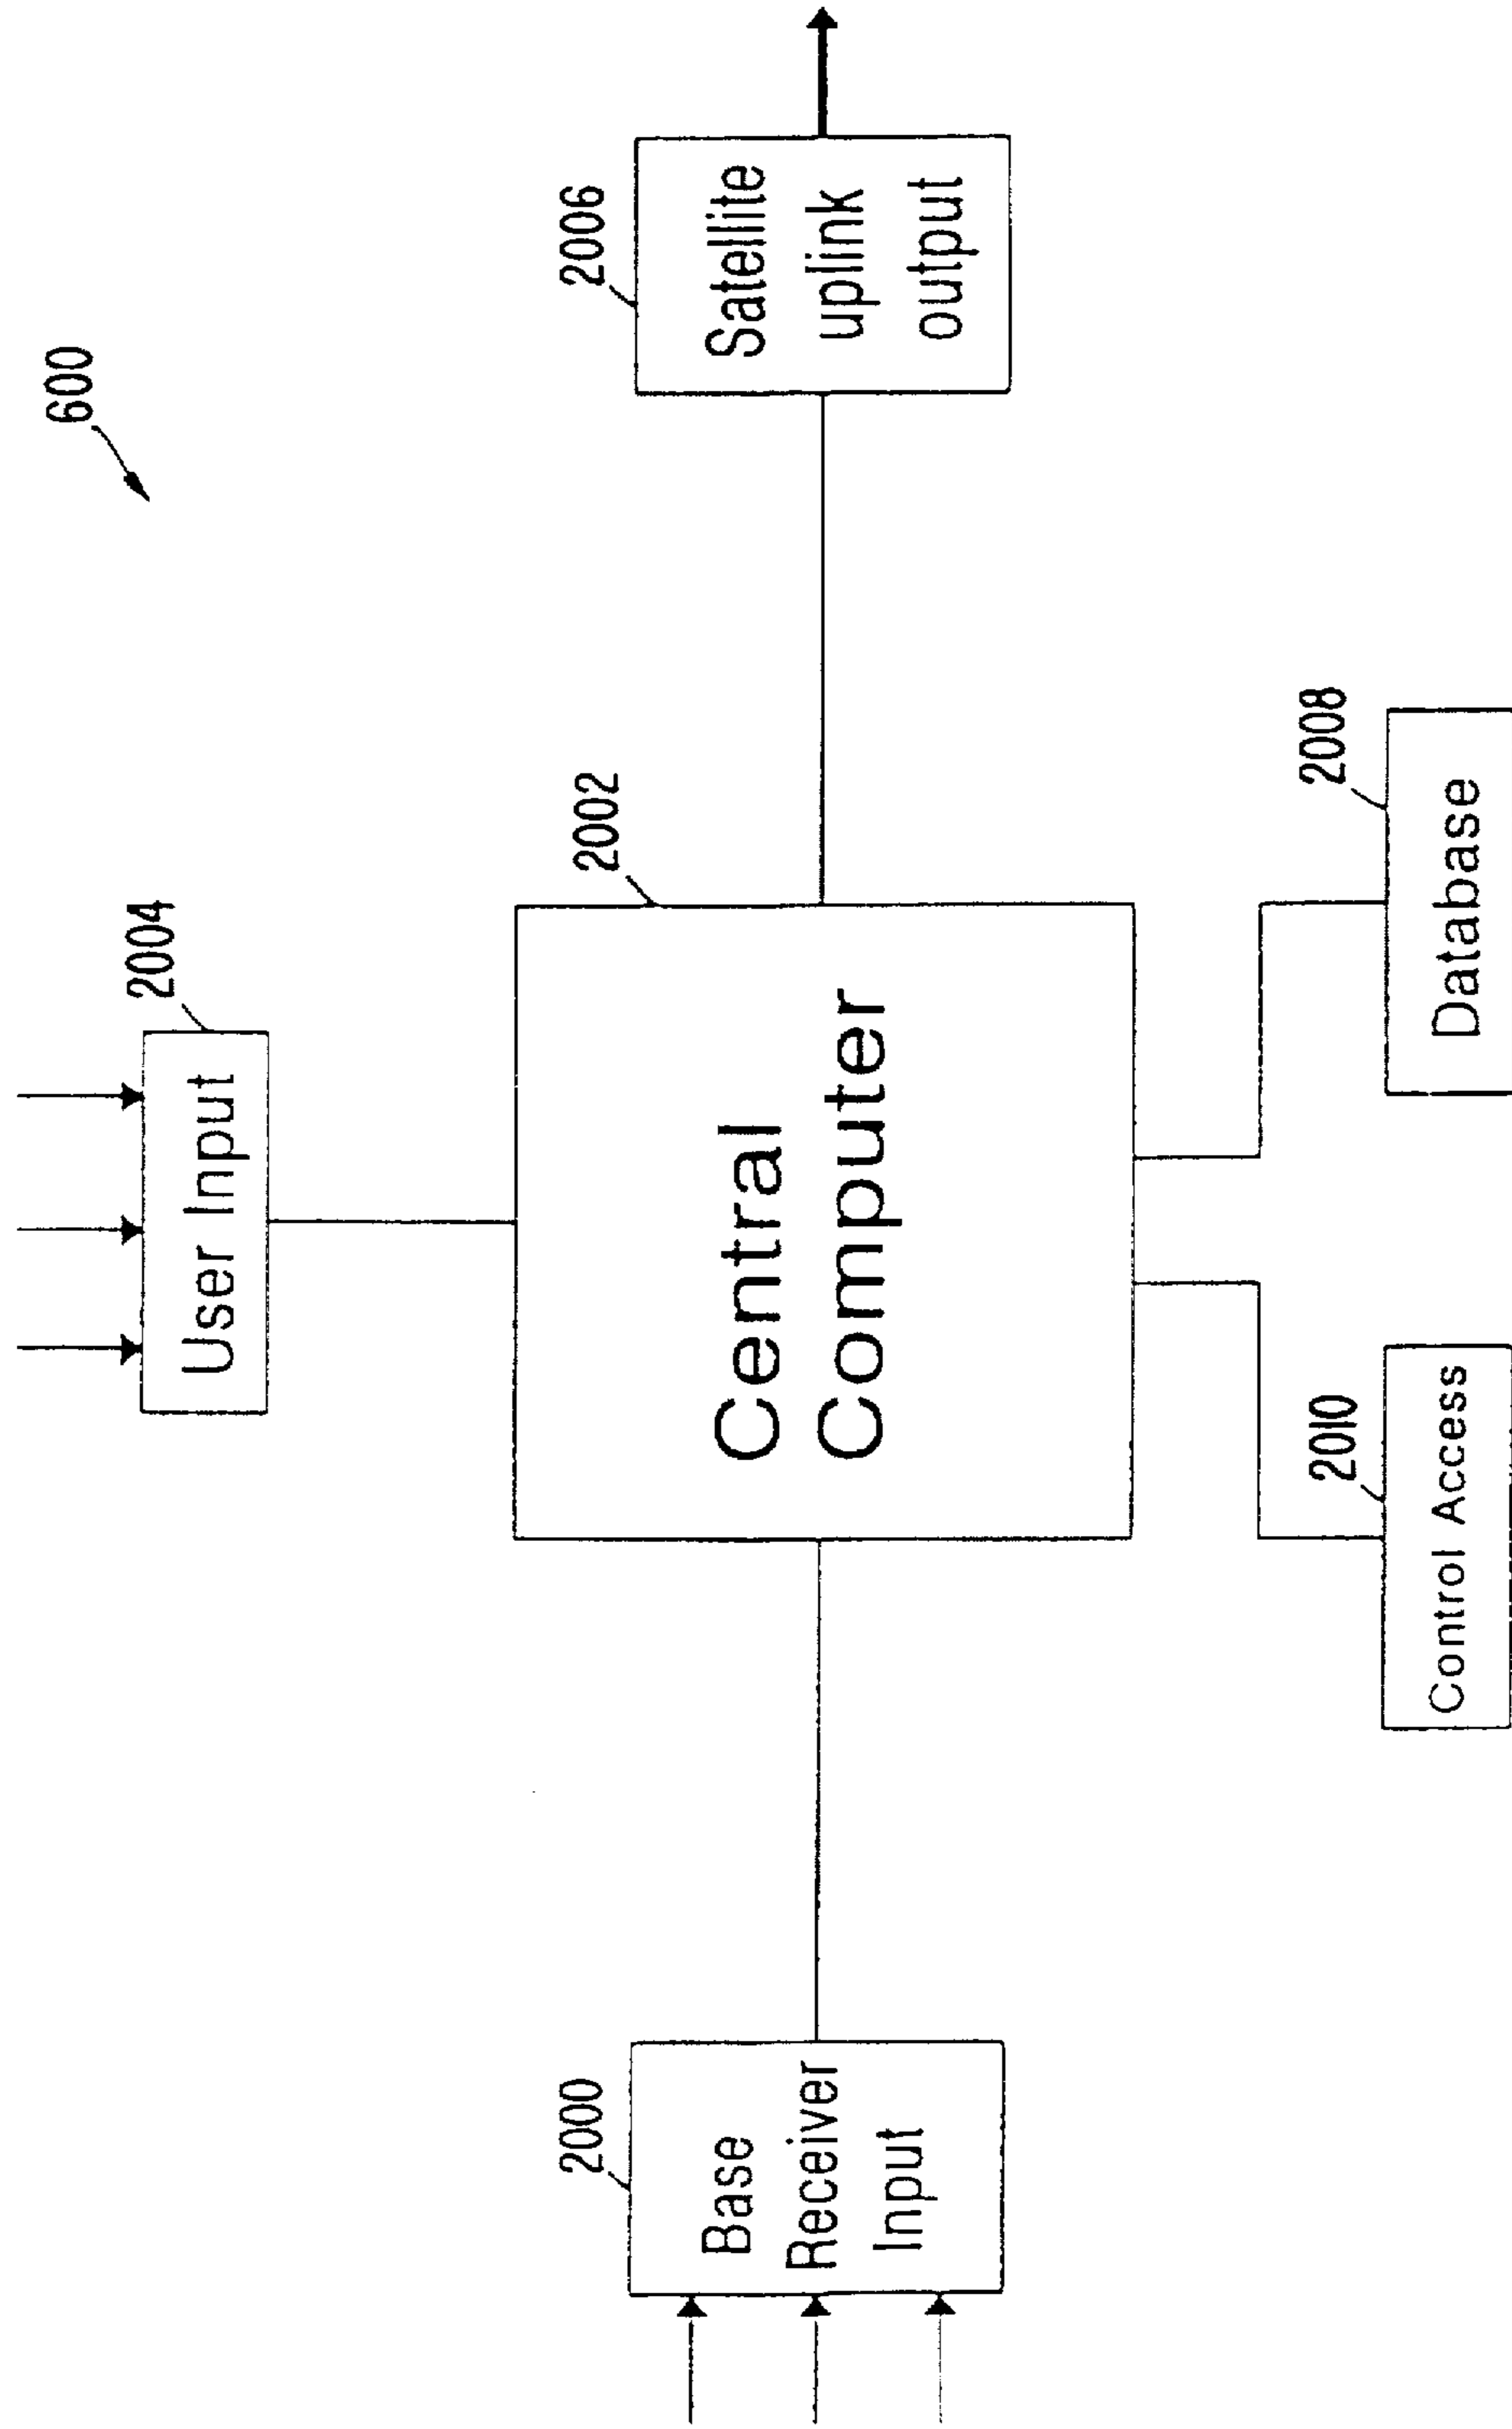 600
2004
User Input
2006
Satellite
uplink
output
2002
Central
Computer
2000
Base
Receiver
Input
2010
Control Access
2008
Database